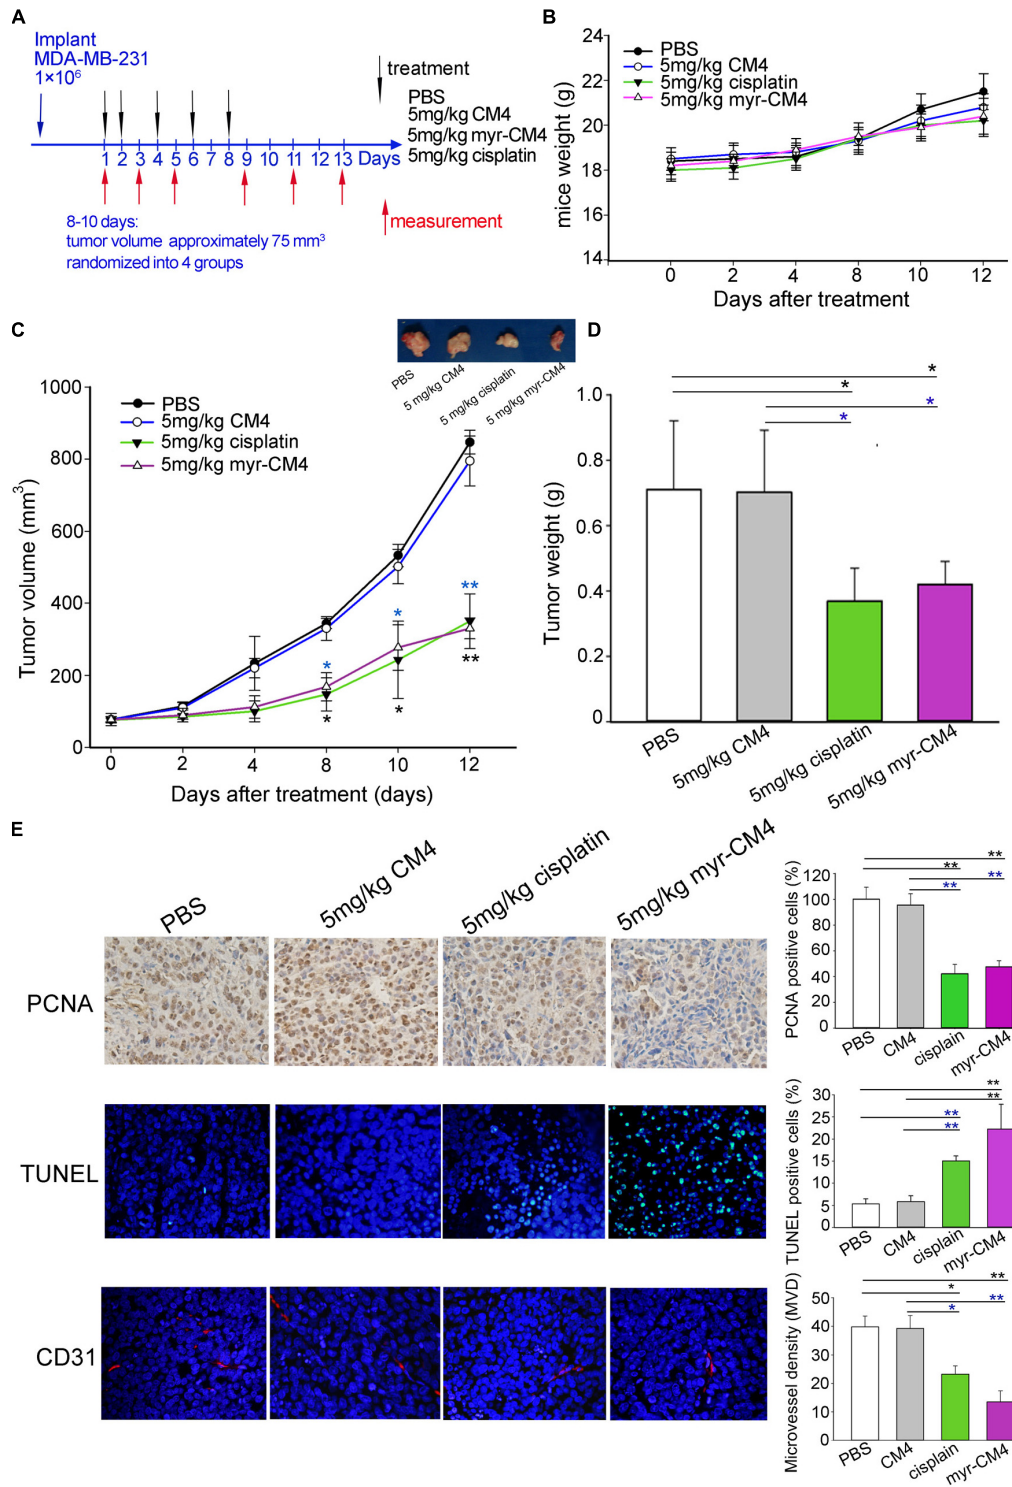 A
Implant
MDA-MB-231
1×10⁶
treatment
PBS
5mg/kg CM4
5mg/kg myr-CM4
5mg/kg cisplatin
1 2 3 4 5 6 7 8 9 10 11 12 13 Days
measurement
8-10 days:
tumor volume approximately 75 mm³
randomized into 4 groups
B
PBS
5mg/kg CM4
5mg/kg cisplatin
5mg/kg myr-CM4
mice weight (g)
24
22
20
18
16
14
0 2 4 8 10 12
Days after treatment
C
PBS
5 mg/kg CM4
5 mg/kg cisplatin
5 mg/kg myr-CM4
PBS
5mg/kg CM4
5mg/kg cisplatin
5mg/kg myr-CM4
Tumor volume (mm³)
1000
800
600
400
200
0
** 
* 
* 
** 
* 
*
0 2 4 8 10 12
Days after treatment (days)
D
*
*
*
*
Tumor weight (g)
1.0
0.8
0.6
0.4
0.2
0
PBS
5mg/kg CM4
5mg/kg cisplatin
5mg/kg myr-CM4
E
PBS
5mg/kg CM4
5mg/kg cisplatin
5mg/kg myr-CM4
PCNA
TUNEL
CD31
PCNA positive cells (%)
**
**
**
**
120
100
80
60
40
20
0
PBS
CM4
cisplain
myr-CM4
TUNEL positive cells (%)
**
**
**
**
30
25
20
15
10
5
0
PBS
CM4
cisplain
myr-CM4
Microvessel density (MVD)
**
*
**
*
50
40
30
20
10
0
PBS
CM4
cisplain
myr-CM4